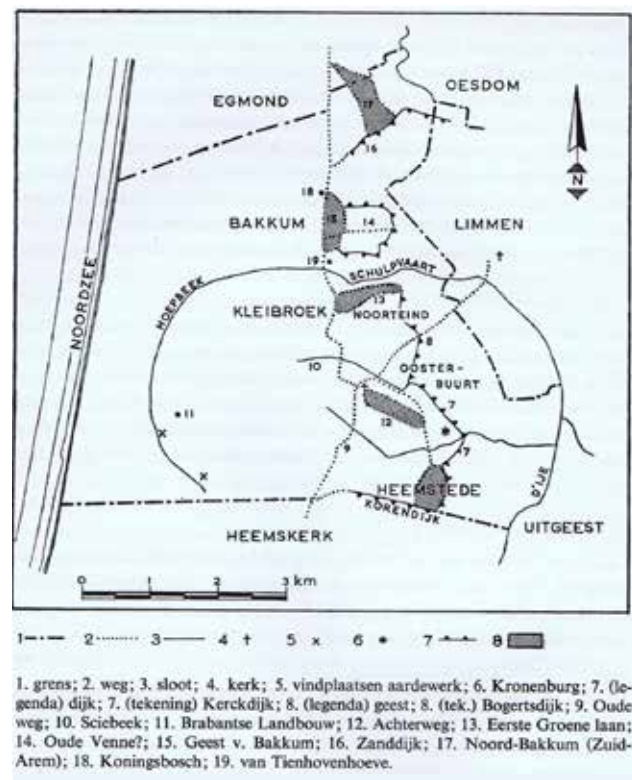 OESDOM
EGMOND
17
16
N
18
15
14
BAKKUM
LIMMEN
19
SCHULPVAART
NOORDZEE
HOEPBEEK
13
KLEIBROEK
NOORTEIND
8
10
OOSTER-
BUURT
7
11
12
9
7
HEEMSTEDE
D'IJE
KORENDIJK
UITGEEST
HEEMSKERK
0 1 2 3 km
1 2 3 4 † 5 x 6 7 8
1. grens; 2. weg; 3. sloot; 4. kerk; 5. vindplaatsen aardewerk; 6. Kronenburg; 7. (le-
genda) dijk; 7. (tekening) Kerckdijk; 8. (legenda) geest; 8. (tek.) Bogertsdijk; 9. Oude
weg; 10. Sciebeek; 11. Brabantse Landbouw; 12. Achterweg; 13. Eerste Groene laan;
14. Oude Venne?; 15. Geest v. Bakkum; 16. Zanddijk; 17. Noord-Bakkum (Zuid-
Arem); 18. Koningsbosch; 19. van Tienhovenhoeve.